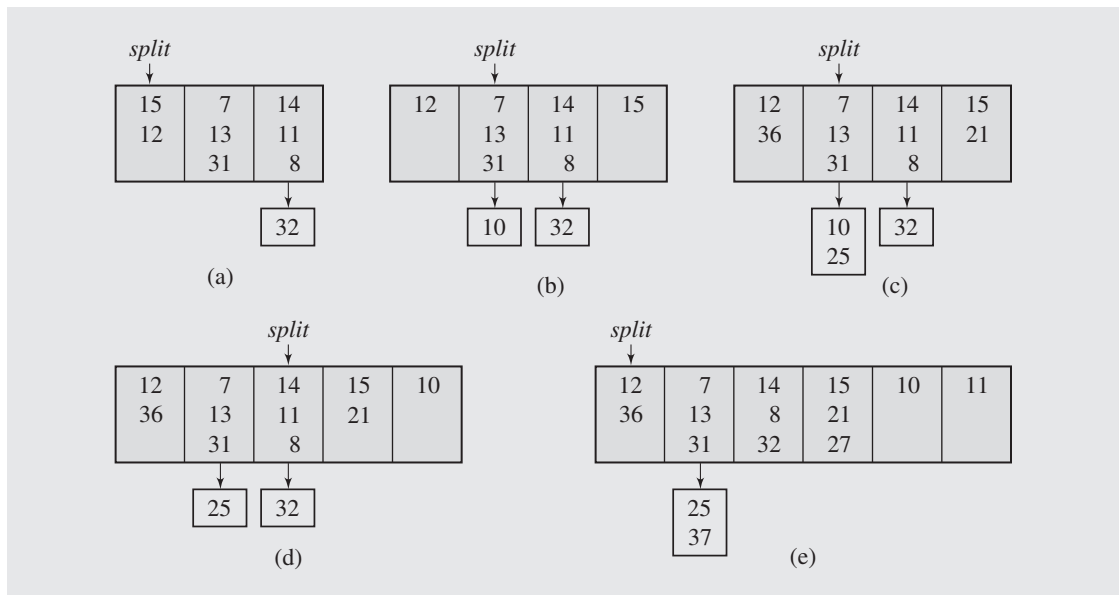 split
15 7 14
12 13 11
31 8
32
(a)
split
12 7 14 15
13 11
31 8
10 32
(b)
split
12 7 14 15
36 13 11 21
31 8
10 32
25
(c)
split
12 7 14 15 10
36 13 11 21
31 8
25 32
(d)
split
12 7 14 15 10 11
36 13 8 21
31 32 27
25
37
(e)